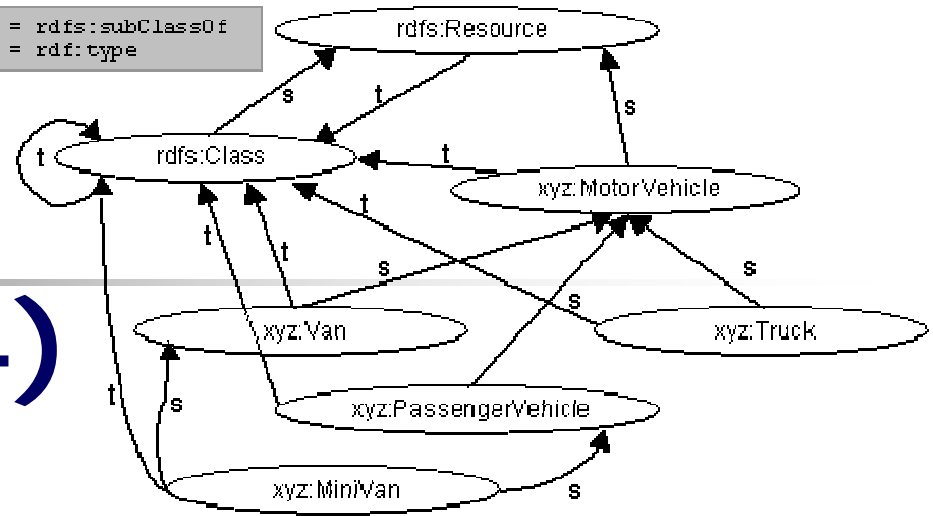 = rdfs:subClassOf
= rdf:type
rdfs:Resource
s
t
s
t
rdfs:Class
t
xyz:MotorVehicle
t
t
t
s
s
s
)
xyz:Van
xyz:Truck
t
s
xyz:PassengerVehicle
xyz:MiniVan
s